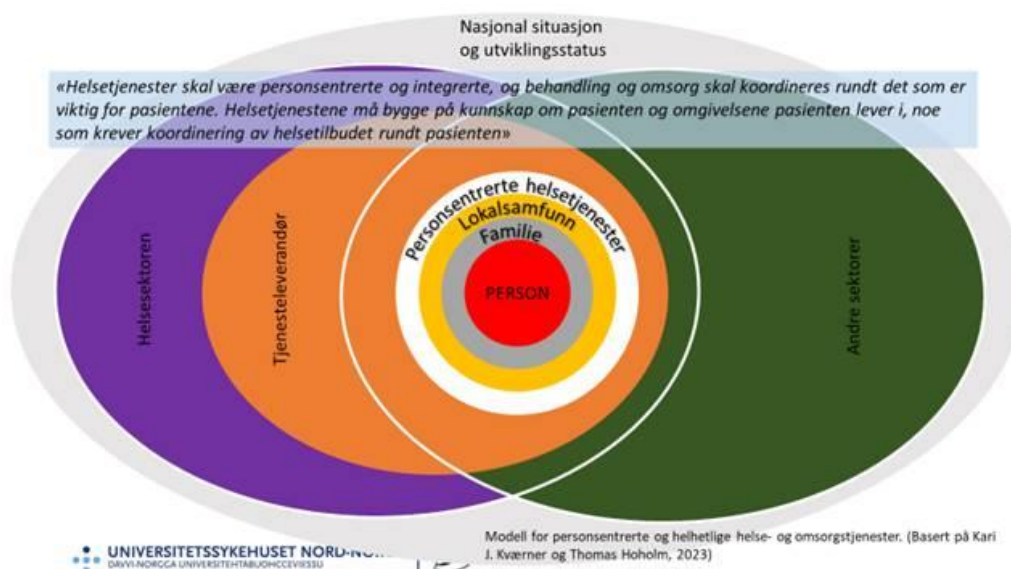 Nasjonal situasjon
og utviklingsstatus
«Helsetjenester skal være personsentrerte og integrerte, og behandling og omsorg skal koordineres rundt det som er
viktig for pasientene. Helsetjenestene må bygge på kunnskap om pasienten og omgivelsene pasienten lever i, noe
som krever koordinering av helsetilbudet rundt pasienten»
Helsesektoren
Tjenesteleverandør
Personsentrerte helsetjenester
Lokalsamfunn
Familie
PERSON
Andre sektorer
Modell for personsentrerte og helhetlige helse- og omsorgstjenester. (Basert på Kari
J. Kværner og Thomas Hoholm, 2023)
UNIVERSITETSSYKEHUSET
DAVVI-NORGGA UNIVERSITEHTABUOHCCEVIESSU